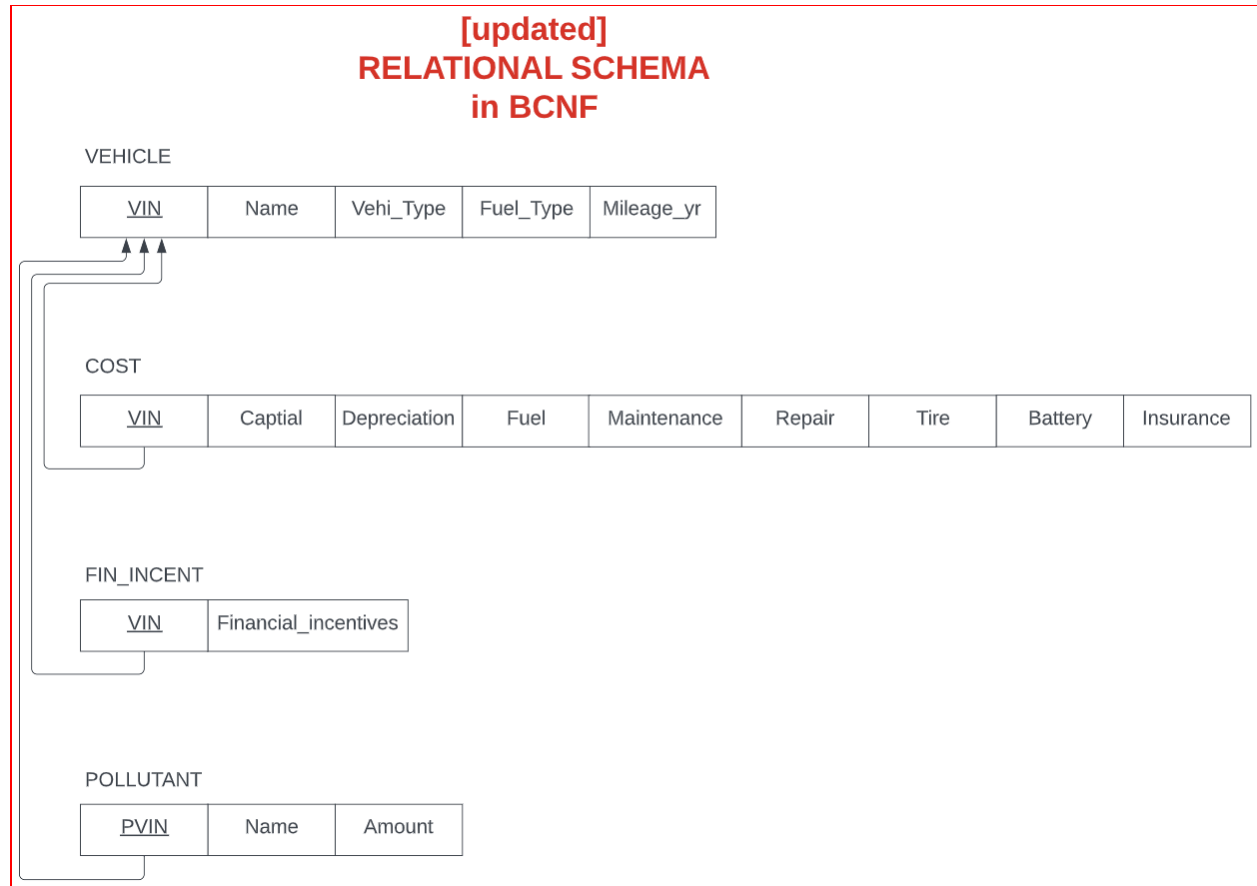 [updated]
RELATIONAL SCHEMA
in BCNF
VEHICLE
VIN Name Vehi_Type Fuel_Type Mileage_yr
COST
VIN Captial Depreciation Fuel Maintenance Repair Tire Battery Insurance
FIN_INCENT
VIN Financial_incentives
POLLUTANT
PVIN Name Amount